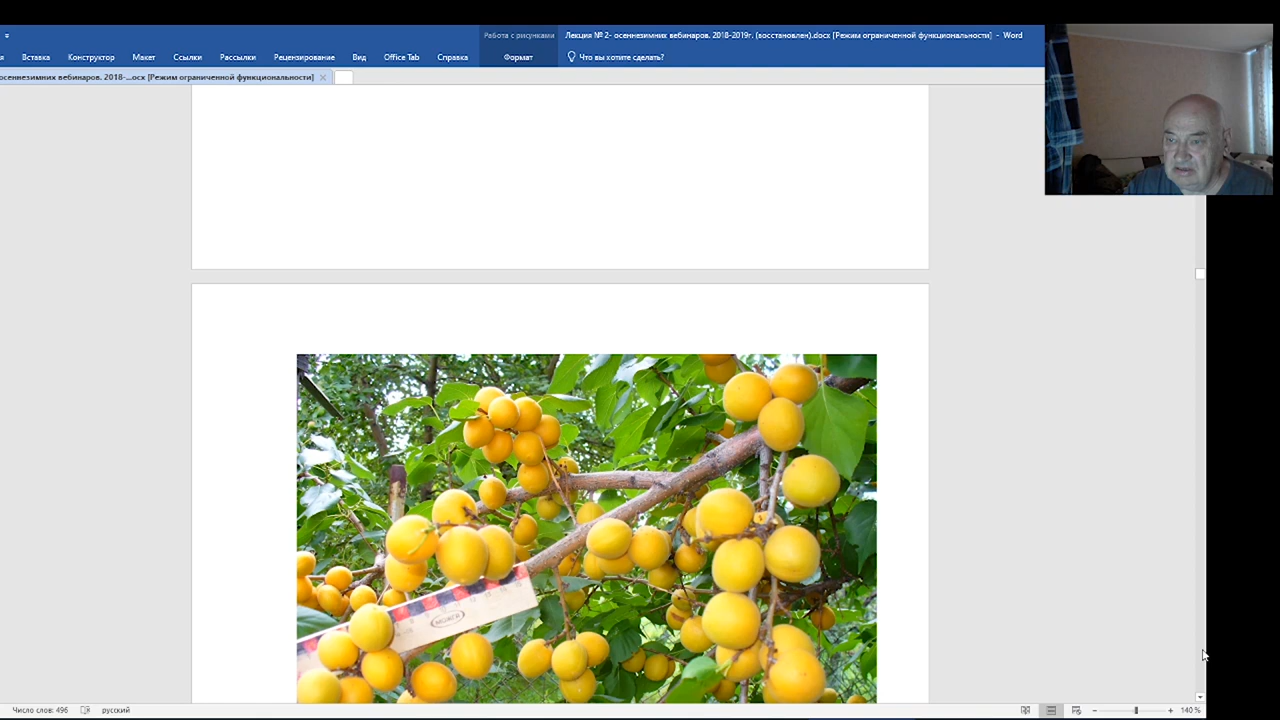 Работа с рисунками
Лекция № 2- осеннезимних вебинаров. 2018-2019г. (восстановлен).docx [Режим ограниченной функциональности] - Word
я Вставка Конструктор Макет Ссылки Рассылки Рецензирование Вид Office Tab Справка Формат Что вы хотите сделать?
осеннезимних вебинаров. 2018-...ocx [Режим ограниченной функциональности]
Число слов: 496 русский 140 %